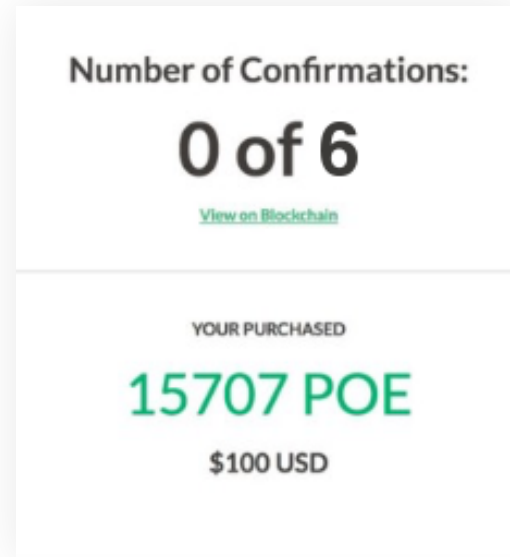 Number of Confirmations:
0 of 6
View on Blockchain
YOUR PURCHASED
15707 POE
$100 USD